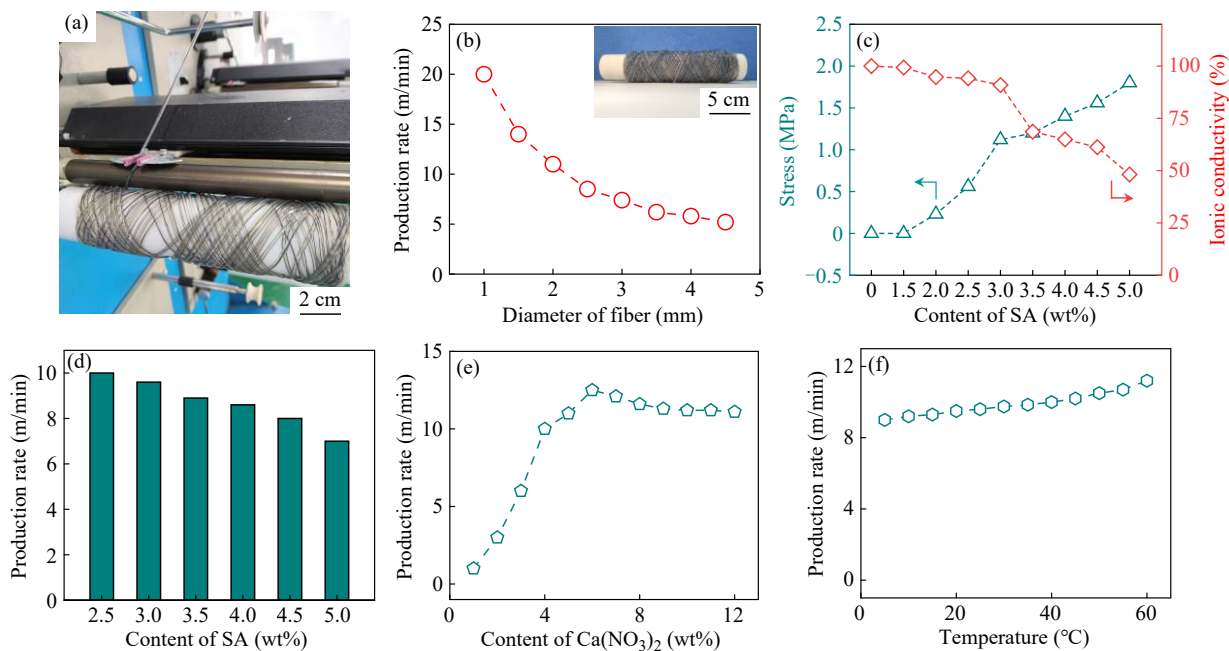 (a)
2 cm
(b)
25
20
15
10
5
0
Production rate (m/min)
5 cm
1 2 3 4 5
Diameter of fiber (mm)
(c)
2.5
2.0
1.5
1.0
0.5
0
−0.5
Stress (MPa)
100
75
50
25
0
Ionic conductivity (%)
0 1.5 2.0 2.5 3.0 3.5 4.0 4.5 5.0
Content of SA (wt%)
(d)
10
8
6
4
2
0
Production rate (m/min)
2.5 3.0 3.5 4.0 4.5 5.0
Content of SA (wt%)
(e)
15
10
5
0
Production rate (m/min)
0 4 8 12
Content of Ca(NO3)2 (wt%)
(f)
12
8
4
0
Production rate (m/min)
0 20 40 60
Temperature (℃)